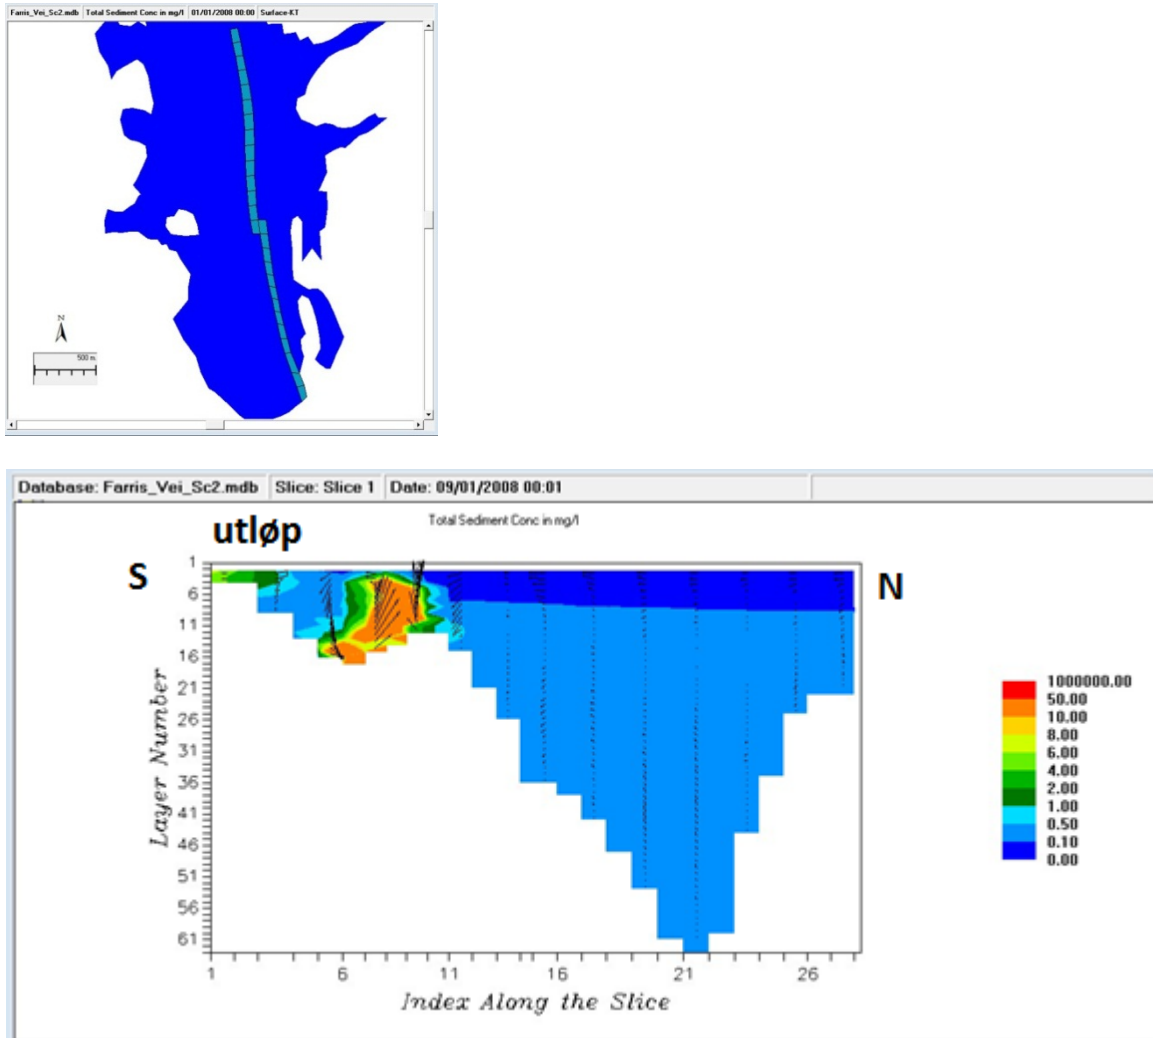 Farris_Vei_Sc2.mdb Total Sediment Conc in mg/l 01/01/2008 00:00 Surface-KT
N
500 m
Database: Farris_Vei_Sc2.mdb Slice: Slice 1 Date: 09/01/2008 00:01
Total Sediment Conc in mg/l
utløp
S
N
1
6
11
16
21
26
31
36
41
46
51
56
61
Layer Number
1 6 11 16 21 26
Index Along the Slice
1000000.00
50.00
10.00
8.00
6.00
4.00
2.00
1.00
0.50
0.10
0.00